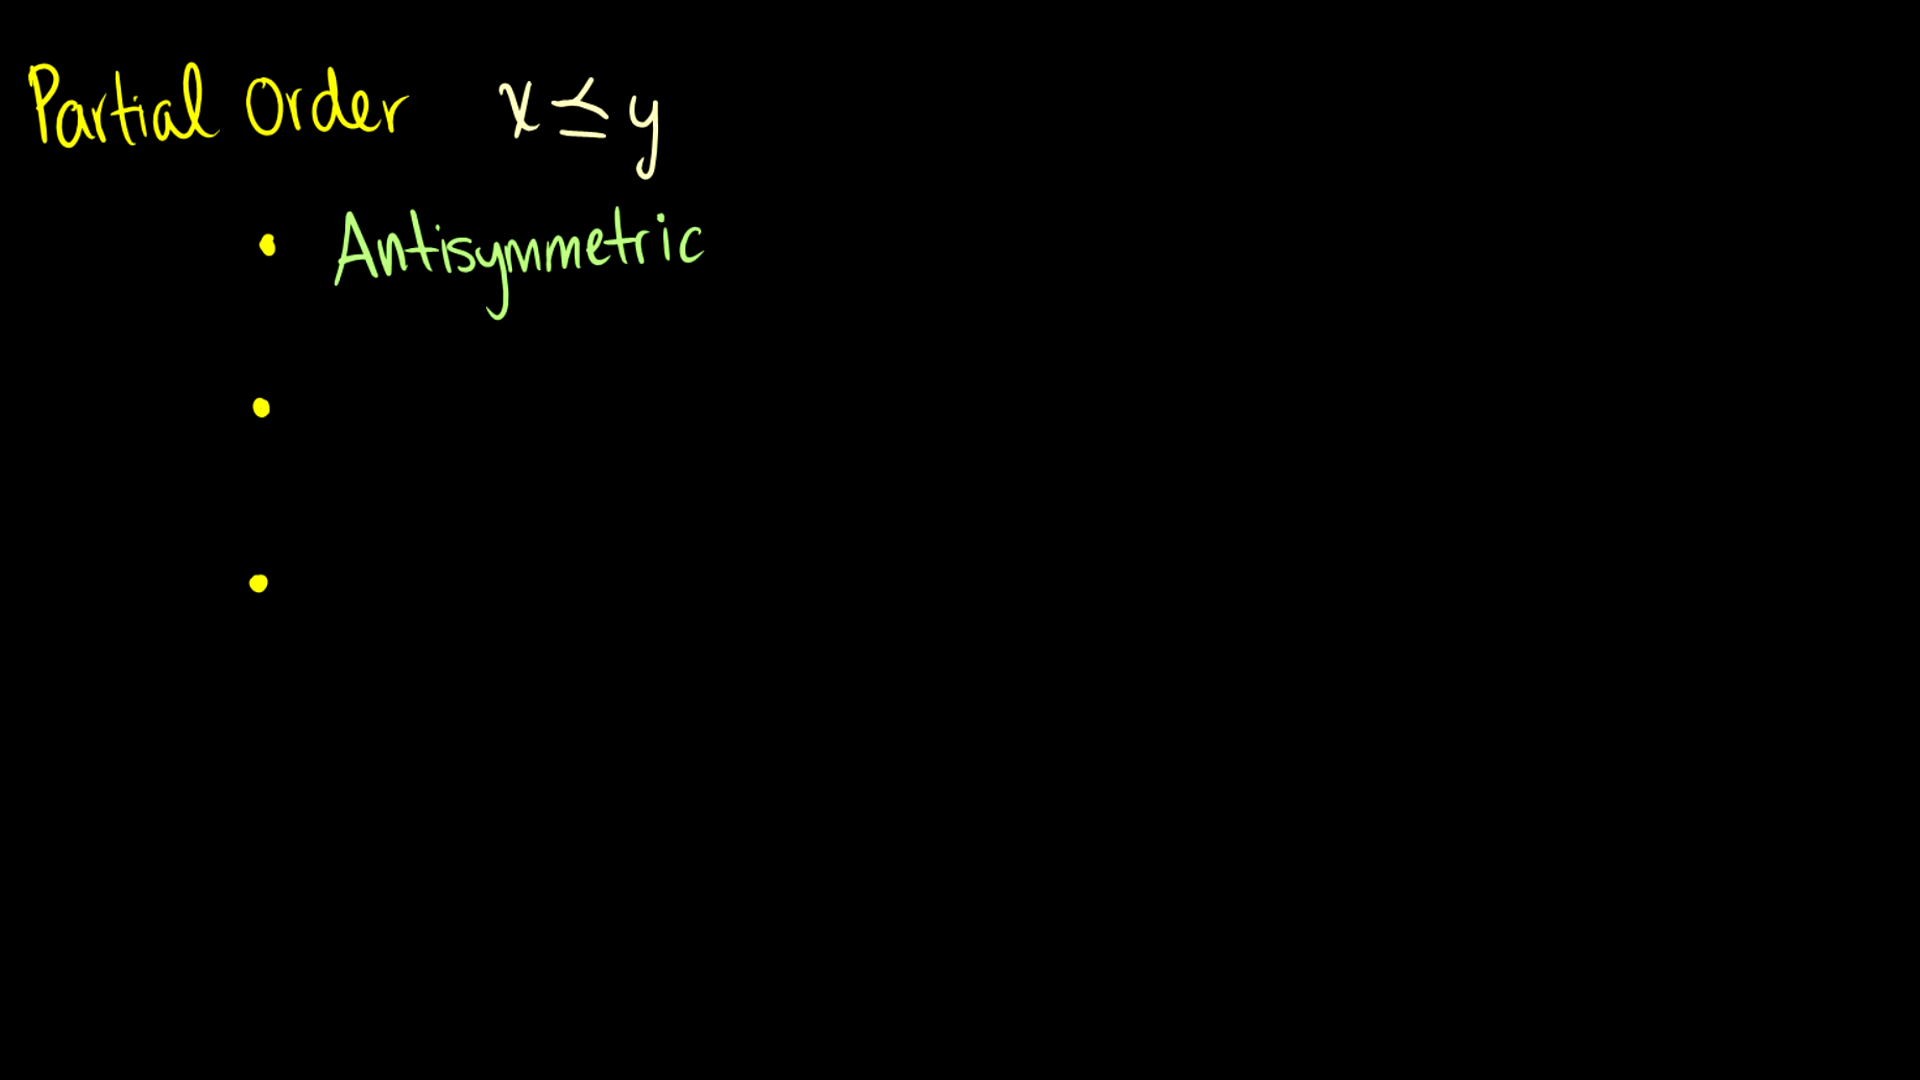 Partial Order x ⪯ y
• Antisymmetric
•
•